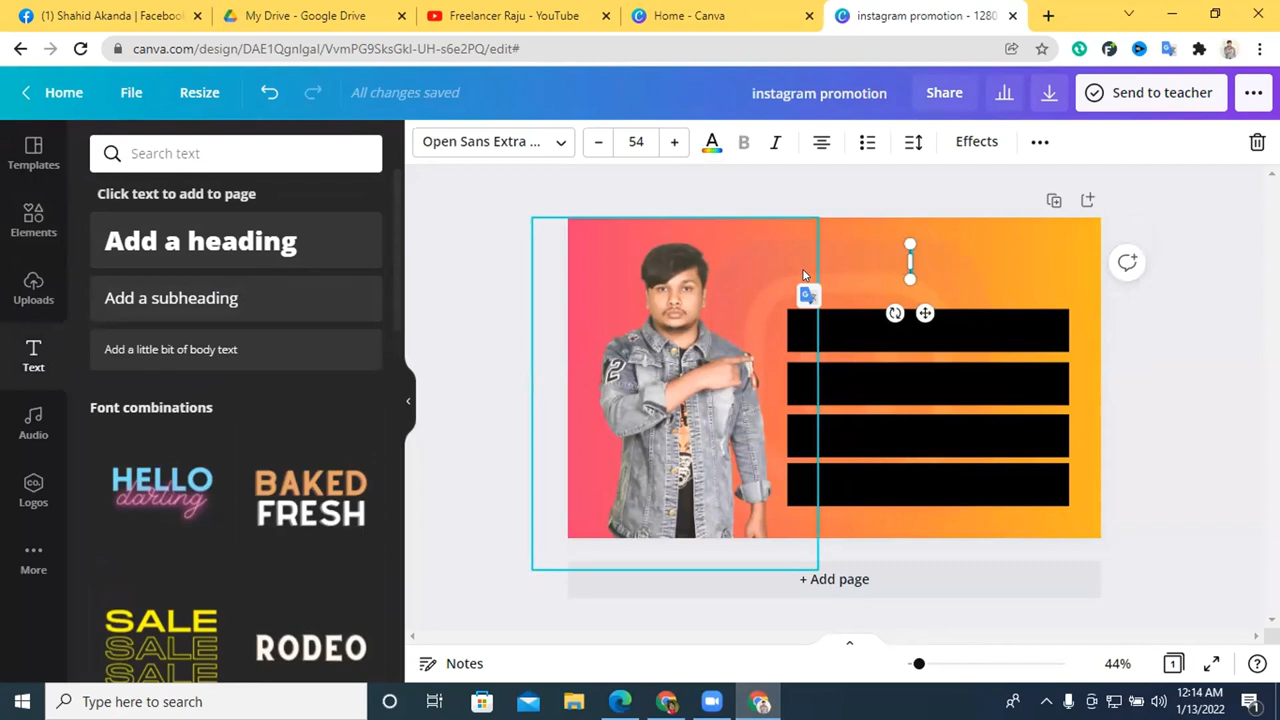 (1) Shahid Akanda | Facebook
My Drive - Google Drive
Freelancer Raju - YouTube
Home - Canva
instagram promotion - 1280
canva.com/design/DAE1QgnIgaI/VvmPG9SksGkI-UH-s6e2PQ/edit#
Home
File
Resize
All changes saved
instagram promotion
Share
Send to teacher
Templates
Elements
Uploads
Text
Audio
Logos
More
Search text
Click text to add to page
Add a heading
Add a subheading
Add a little bit of body text
Font combinations
HELLO
darling
BAKED
FRESH
SALE
SALE
SALE
RODEO
Open Sans Extra ...
54
A
B
I
Effects
2
+ Add page
Notes
44%
1
Type here to search
12:14 AM
1/13/2022